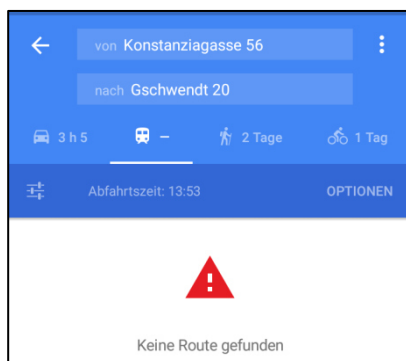 von Konstanziagasse 56
nach Gschwendt 20
3 h 5 – 2 Tage 1 Tag
Abfahrtszeit: 13:53 OPTIONEN
Keine Route gefunden